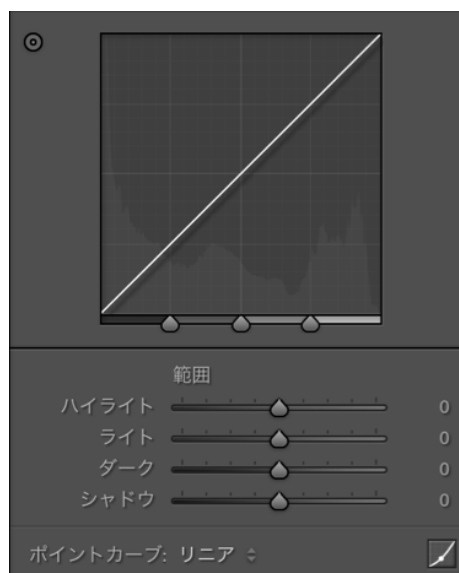 範囲
ハイライト 0
ライト 0
ダーク 0
シャドウ 0
ポイントカーブ: リニア